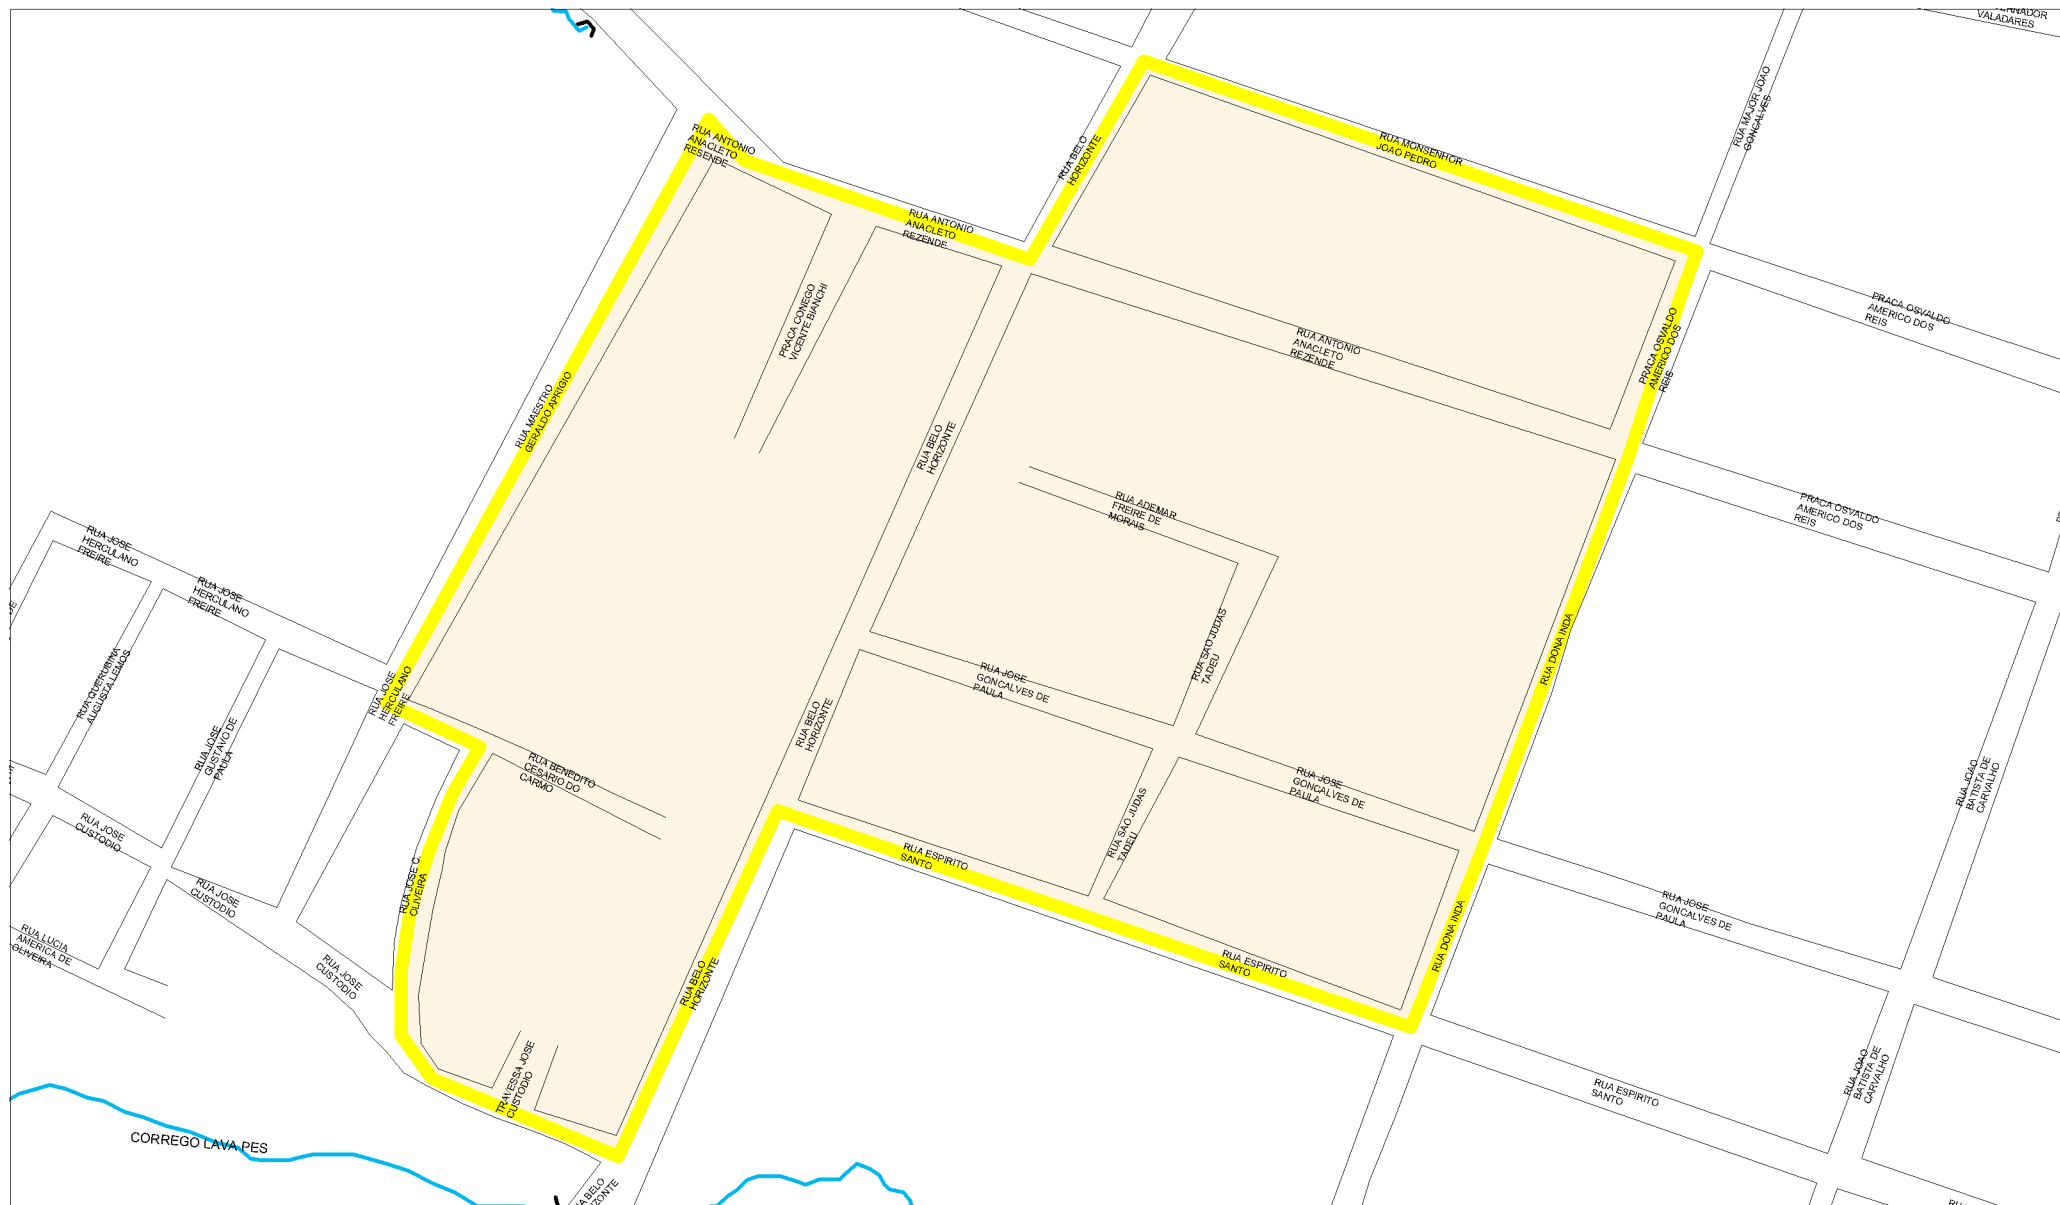 VALADARES
RUA MAJOR JOAO
GONCALVES
RUA ANTONIO
ANACLETO
RESENDE
RUA BELO
HORIZONTE
RUA MONSENHOR
JOAO PEDRO
RUA ANTONIO
ANACLETO
REZENDE
PRACA CONEGO
VICENTE BIANCHI
PRACA OSVALDO
AMERICO DOS
REIS
PRACA OSVALDO
AMERICO DOS
REIS
RUA ANTONIO
ANACLETO
REZENDE
RUA MAESTRO
GERALDO APRIGIO
RUA BELO
HORIZONTE
RUA ADEMAR
FREIRE DE
MORAIS
PRACA OSVALDO
AMERICO DOS
REIS
RUA JOSE
HERCULANO
FREIRE
RUA JOSE
HERCULANO
FREIRE
RUA QUERUBINA
AUGUSTA LEMOS
RUA JOSE
GUSTAVO DE
PAULA
RUA JOSE
HERCULANO
FREIRE
RUA SAO JUDAS
TADEU
RUA DONA INDA
RUA JOSE
GONCALVES DE
PAULA
RUA BELO
HORIZONTE
RUA BENEDITO
CESARIO DO
CARMO
RUA JOSE
GONCALVES DE
PAULA
RUA JOAO
BATISTA DE
CARVALHO
RUA JOSE
CUSTODIO
RUA SAO JUDAS
TADEU
RUA ESPIRITO
SANTO
RUA JOSE C.
OLIVEIRA
RUA JOSE
CUSTODIO
RUA JOSE
GONCALVES DE
PAULA
RUA DONA INDA
RUA LUCIA
AMERICA DE
OLIVEIRA
RUA JOSE
CUSTODIO
RUA BELO
HORIZONTE
RUA ESPIRITO
SANTO
TRAVESSA JOSE
CUSTODIO
RUA JOAO
BATISTA DE
CARVALHO
RUA ESPIRITO
SANTO
CORREGO LAVA PES
BELO